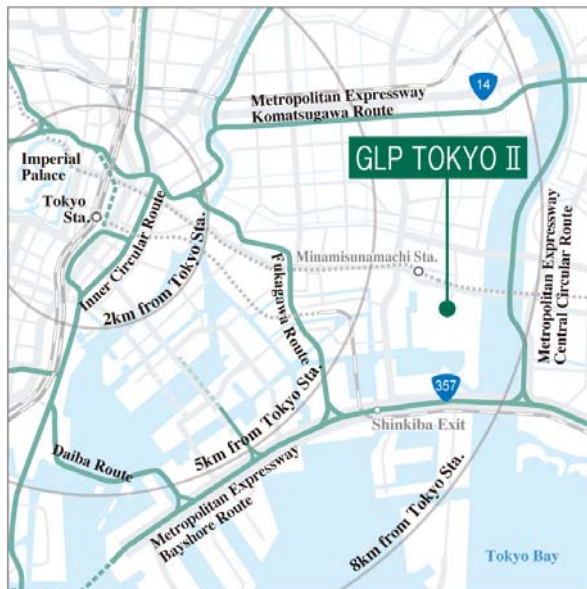 Metropolitan Expressway
Komatsugawa Route
14
Imperial
Palace
GLP TOKYO II
Tokyo
Sta.
Inner Circular Route
2km from Tokyo Sta.
Fukagawa Route
Minamisunamachi Sta.
Metropolitan Expressway
Central Circular Route
357
5km from Tokyo Sta.
Shinkiba Exit
Daiba Route
Metropolitan Expressway
Bayshore Route
8km from Tokyo Sta.
Tokyo Bay